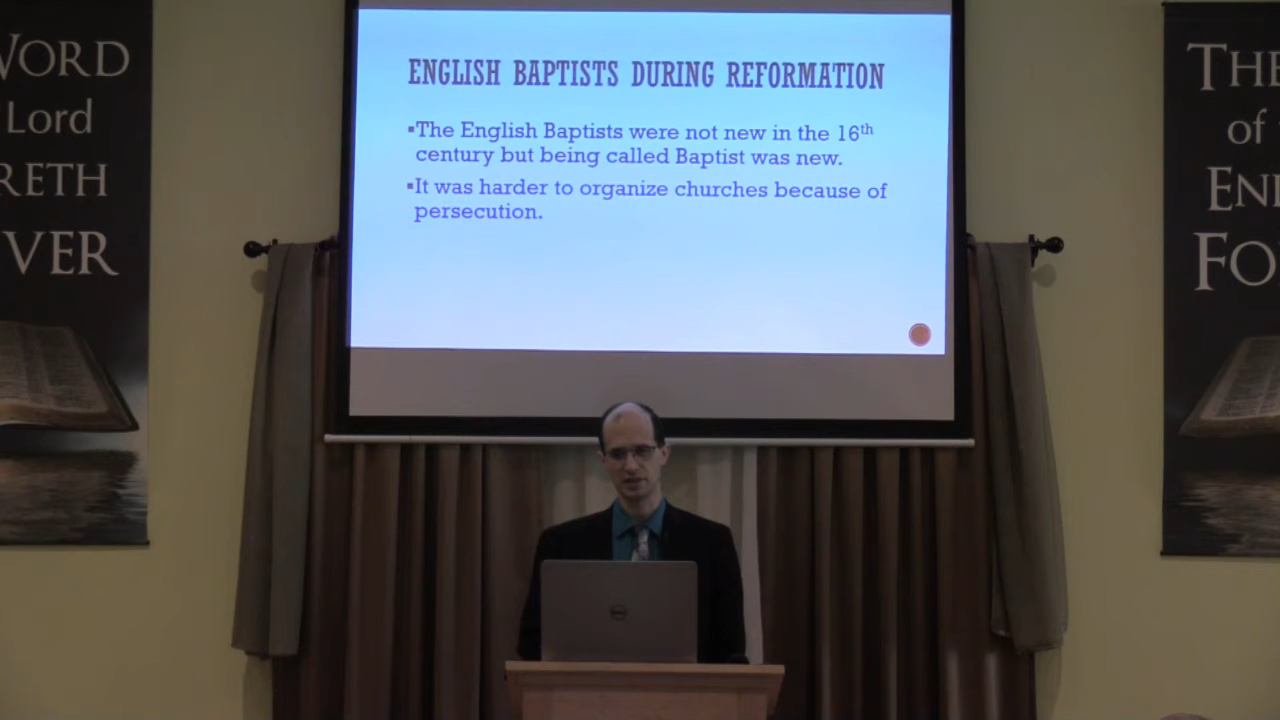 ENGLISH BAPTISTS DURING REFORMATION
▪The English Baptists were not new in the 16th
century but being called Baptist was new.
▪It was harder to organize churches because of
persecution.
WORD
Lord
RETH
VER
THE
of
EN
FO
DELL